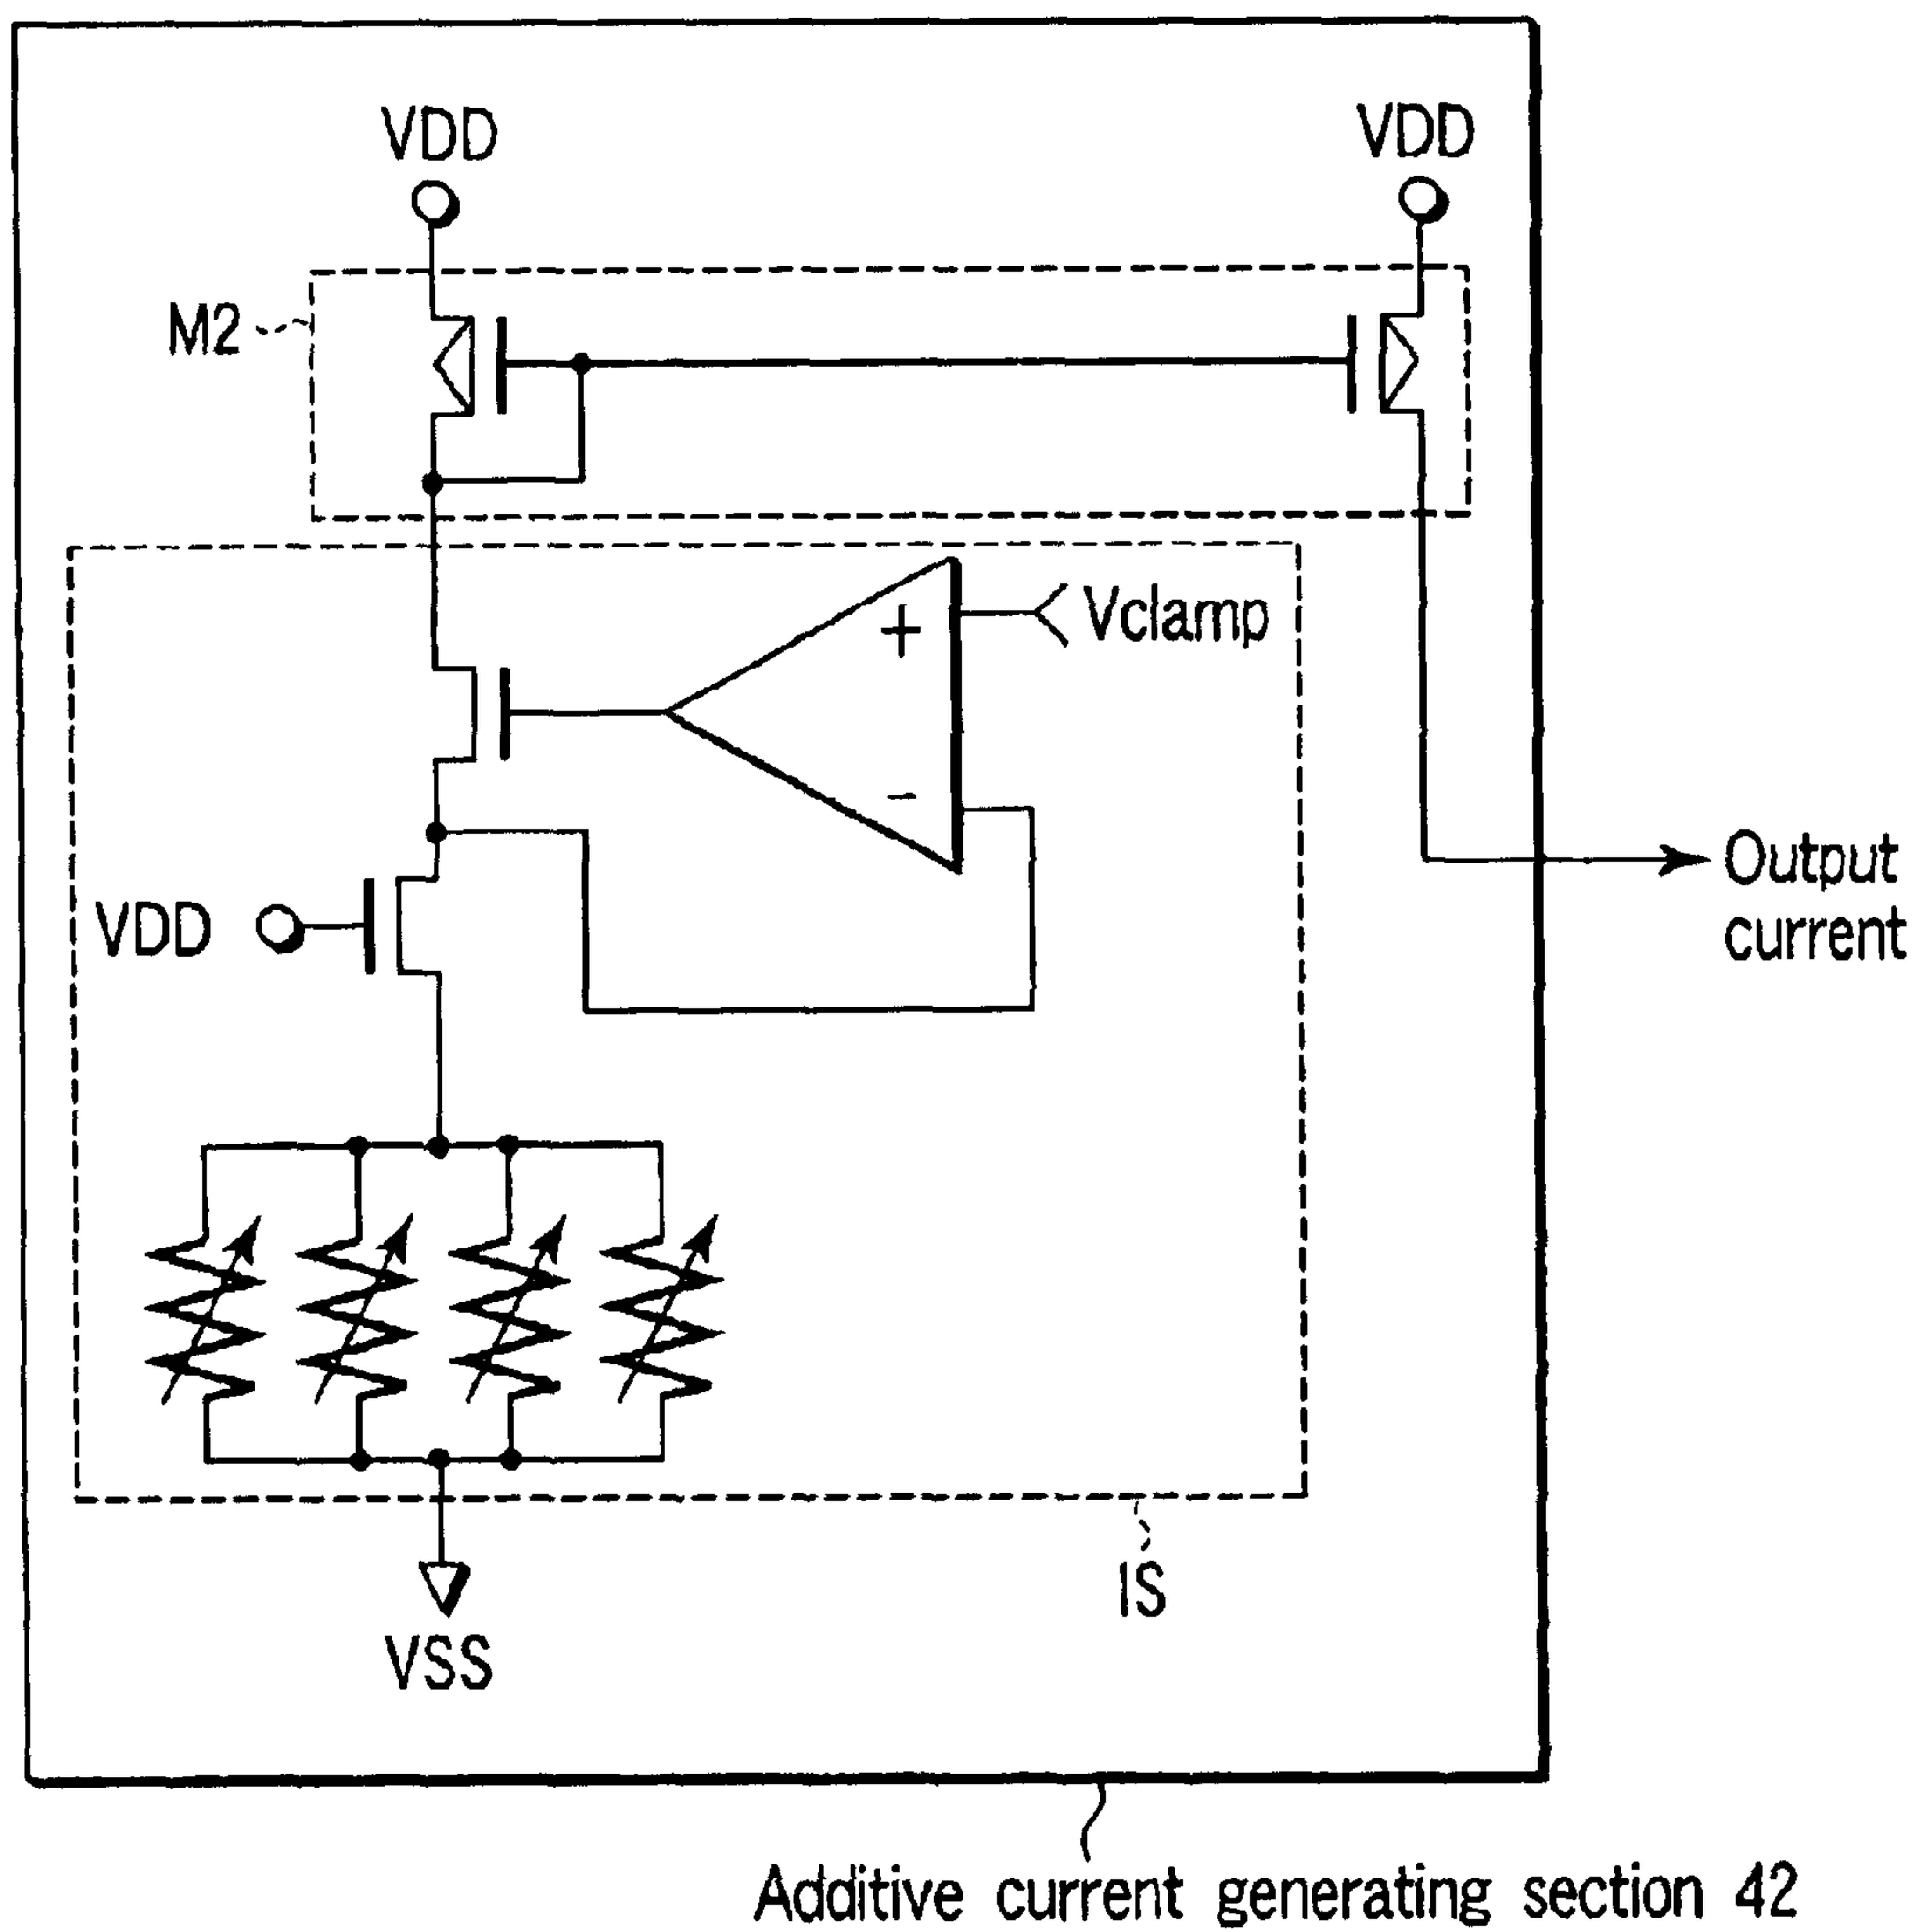 VDD
VDD
M2
+
Vclamp
-
VDD
Output
current
IS
VSS
Additive current generating section 42